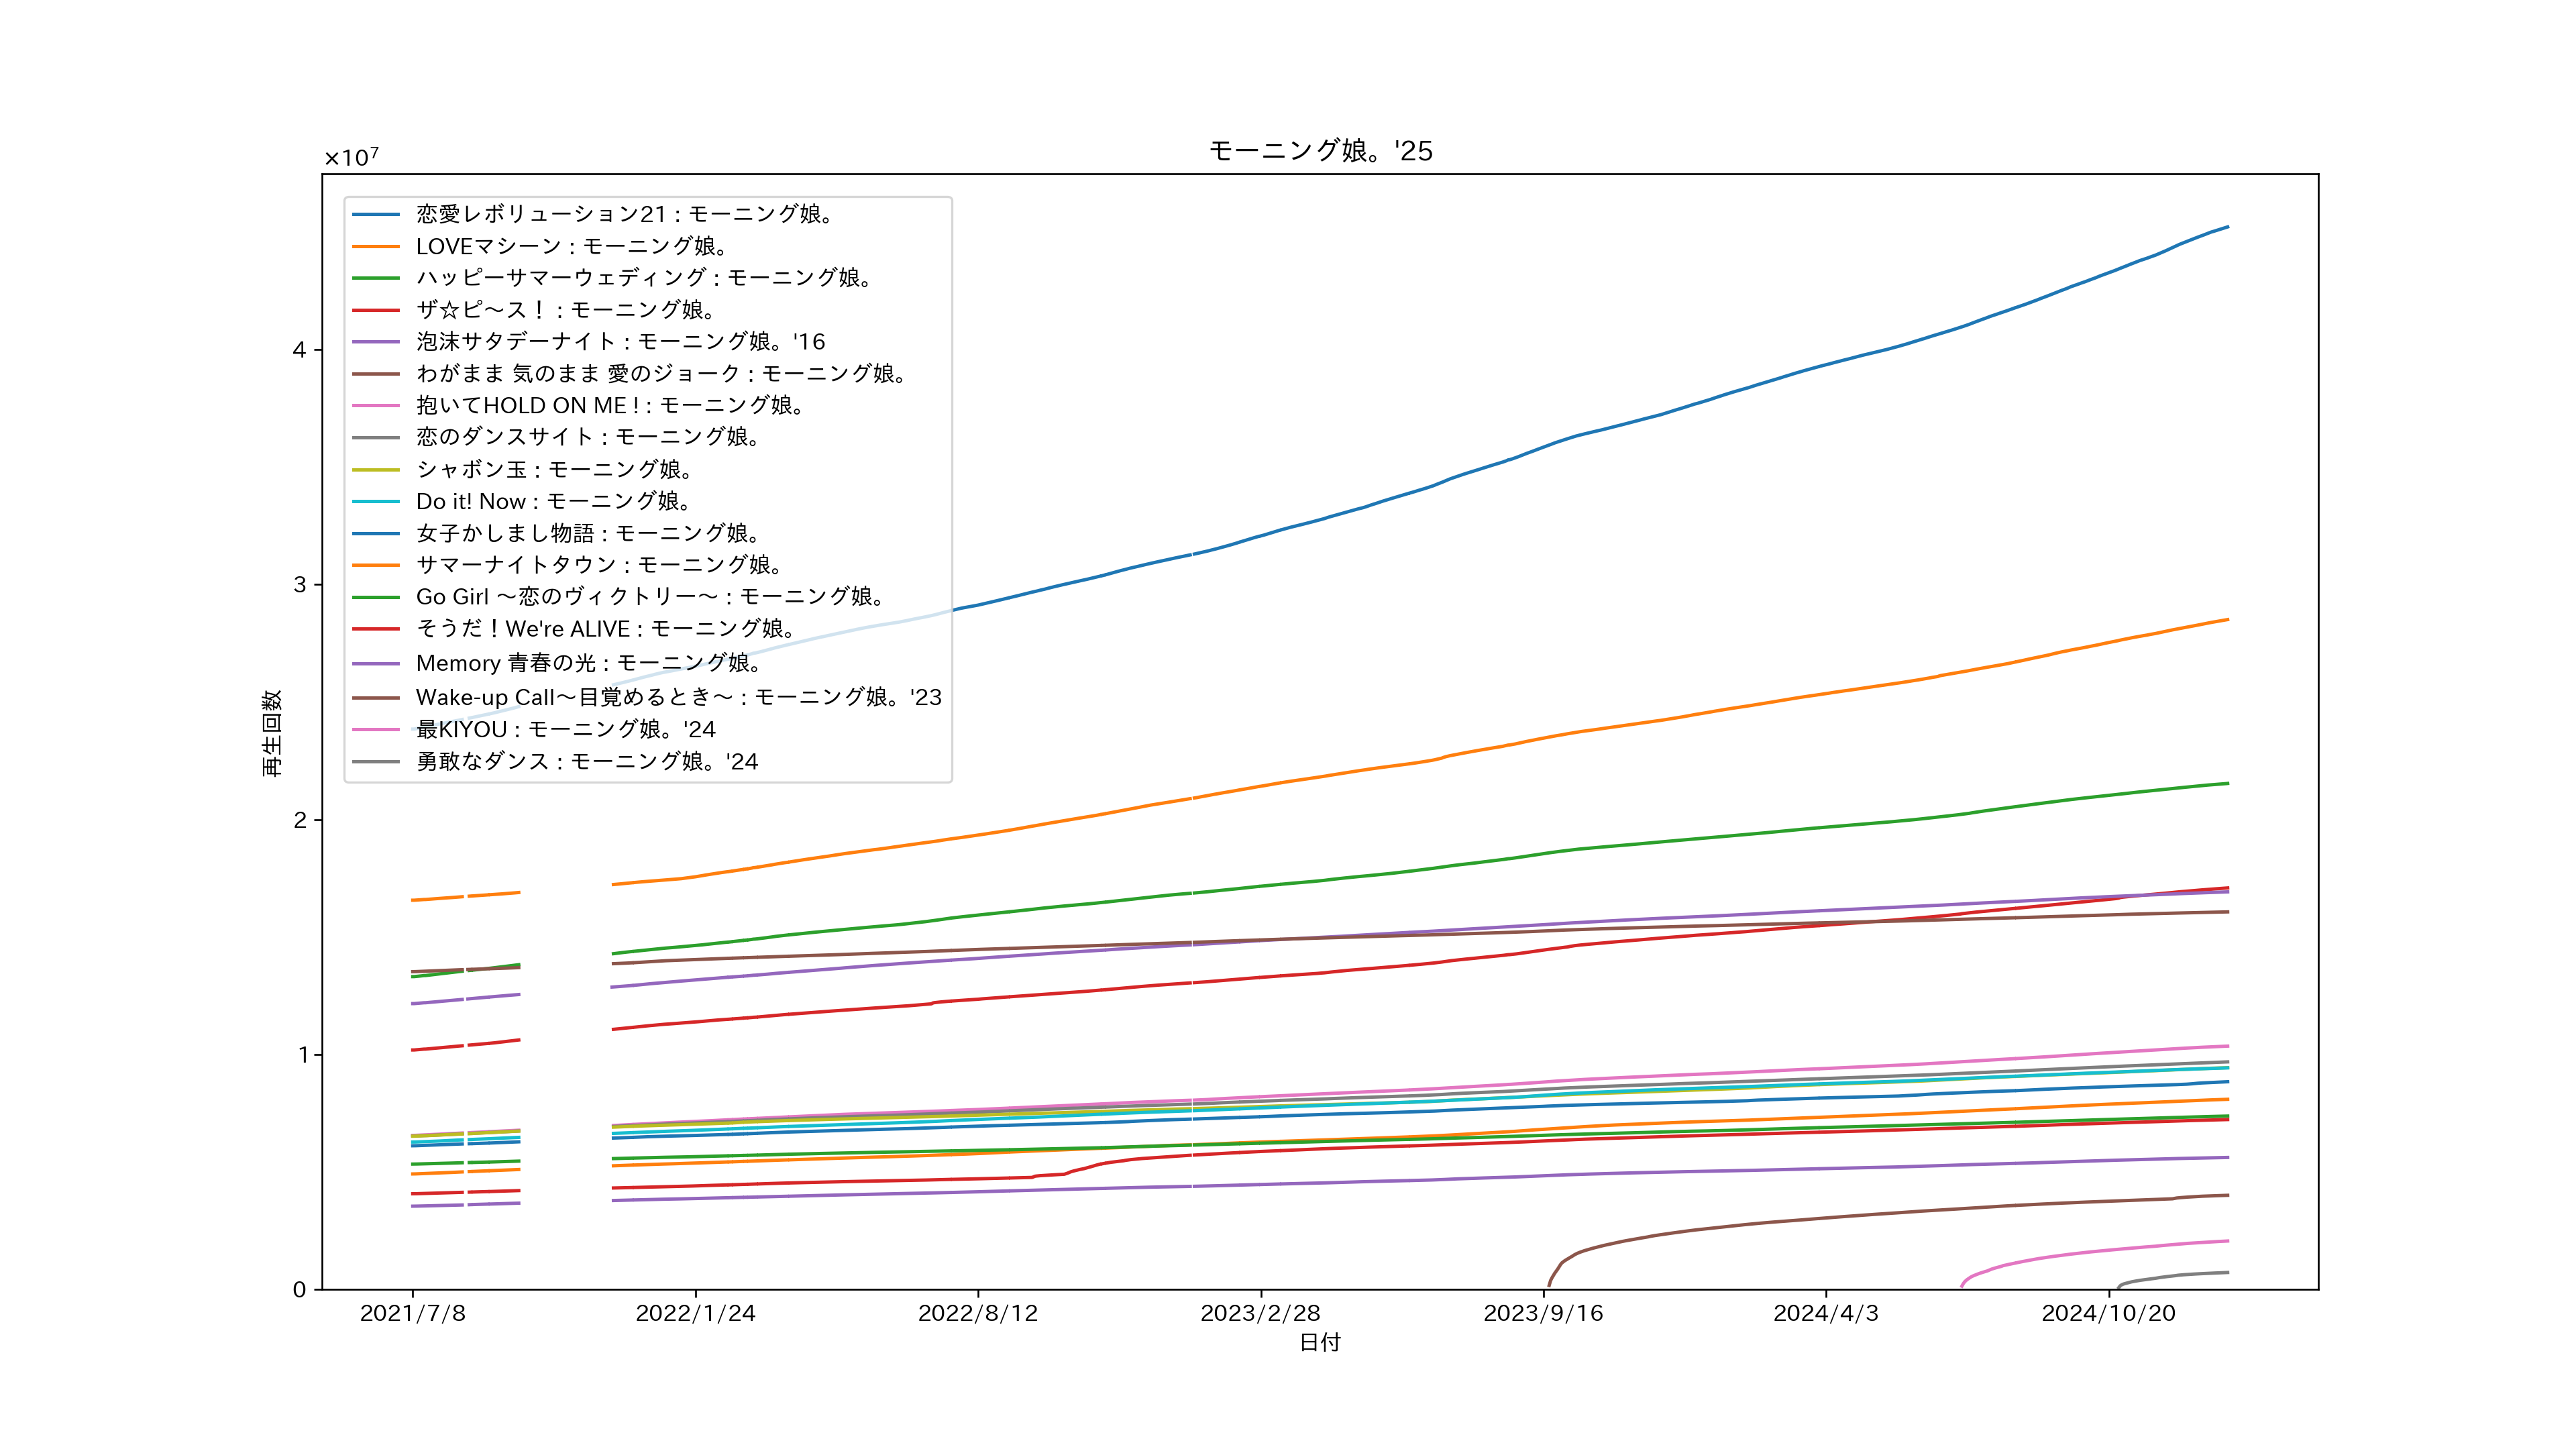 モーニング娘。'25
×10⁷
恋愛レボリューション21 : モーニング娘。
LOVEマシーン : モーニング娘。
ハッピーサマーウェディング : モーニング娘。
ザ☆ピ〜ス！ : モーニング娘。
泡沫サタデーナイト : モーニング娘。'16
わがまま 気のまま 愛のジョーク : モーニング娘。
抱いてHOLD ON ME ! : モーニング娘。
恋のダンスサイト : モーニング娘。
シャボン玉 : モーニング娘。
Do it! Now : モーニング娘。
女子かしまし物語 : モーニング娘。
サマーナイトタウン : モーニング娘。
Go Girl 〜恋のヴィクトリー〜 : モーニング娘。
そうだ！We're ALIVE : モーニング娘。
Memory 青春の光 : モーニング娘。
Wake-up Call〜目覚めるとき〜 : モーニング娘。'23
最KIYOU : モーニング娘。'24
勇敢なダンス : モーニング娘。'24
再生回数
4
3
2
1
0
2021/7/8 2022/1/24 2022/8/12 2023/2/28 2023/9/16 2024/4/3 2024/10/20
日付